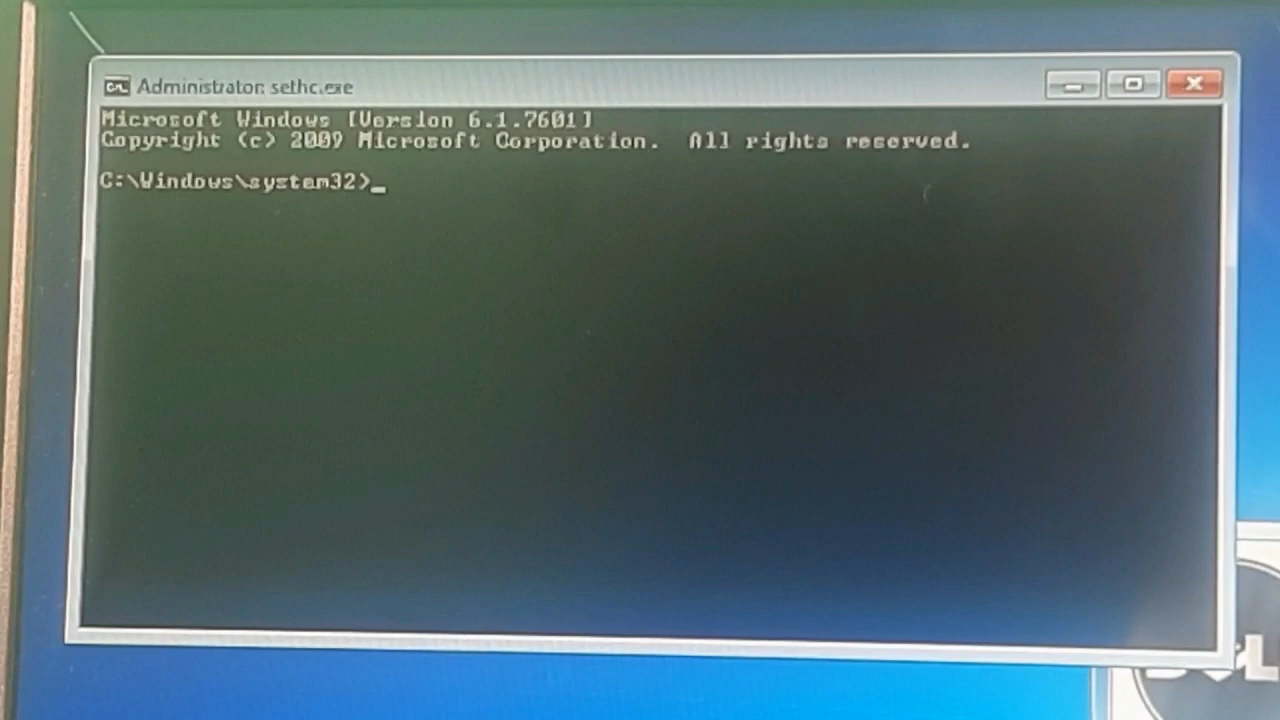 Administrator: sethc.exe
Microsoft Windows [Version 6.1.7601]
Copyright (c) 2009 Microsoft Corporation.  All rights reserved.
C:\Windows\system32>_